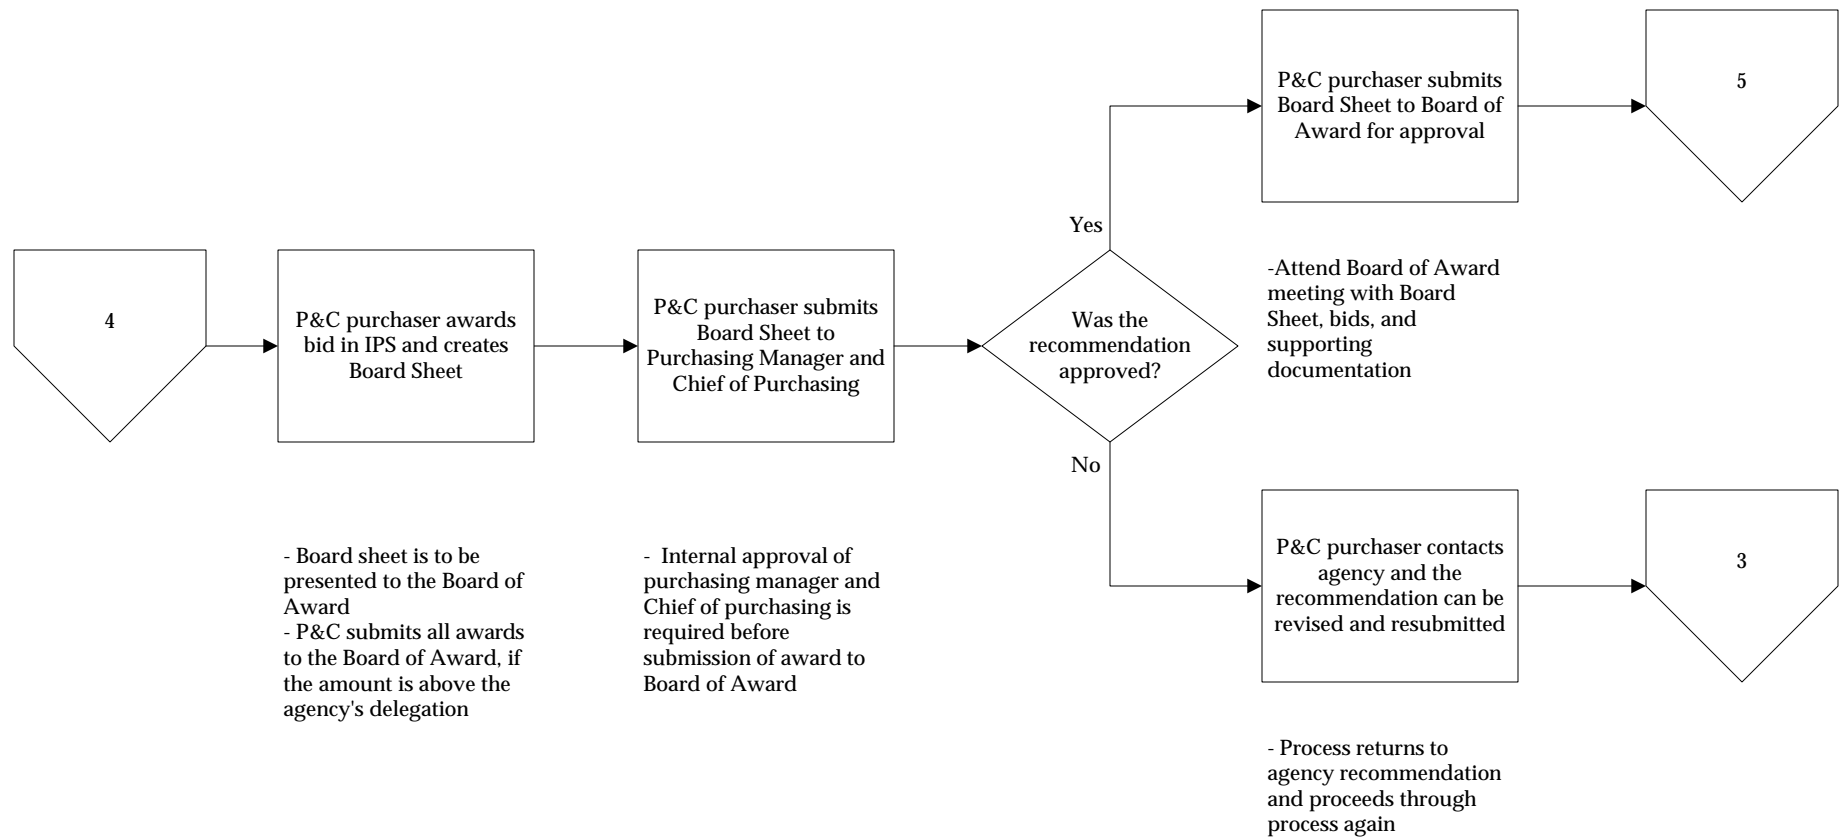 4
P&C purchaser awards
bid in IPS and creates
Board Sheet
- Board sheet is to be
presented to the Board of
Award
- P&C submits all awards
to the Board of Award, if
the amount is above the
agency's delegation
P&C purchaser submits
Board Sheet to
Purchasing Manager and
Chief of Purchasing
- Internal approval of
purchasing manager and
Chief of purchasing is
required before
submission of award to
Board of Award
Was the
recommendation
approved?
Yes
P&C purchaser submits
Board Sheet to Board of
Award for approval
-Attend Board of Award
meeting with Board
Sheet, bids, and
supporting
documentation
5
No
P&C purchaser contacts
agency and the
recommendation can be
revised and resubmitted
- Process returns to
agency recommendation
and proceeds through
process again
3